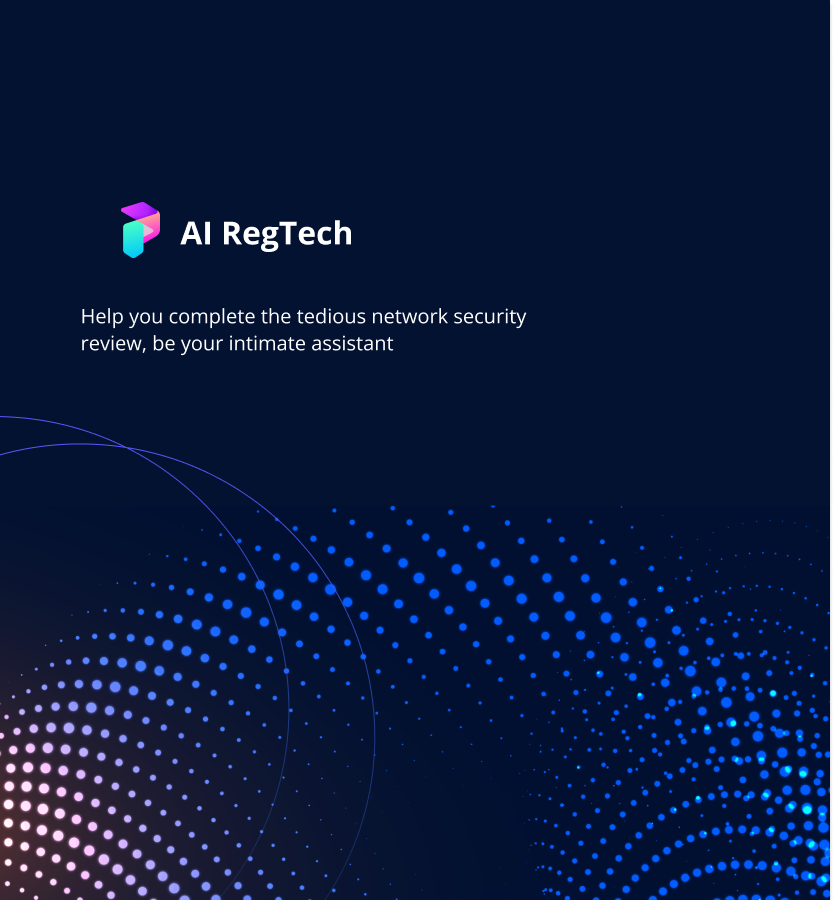 AI RegTech
Help you complete the tedious network security
review, be your intimate assistant